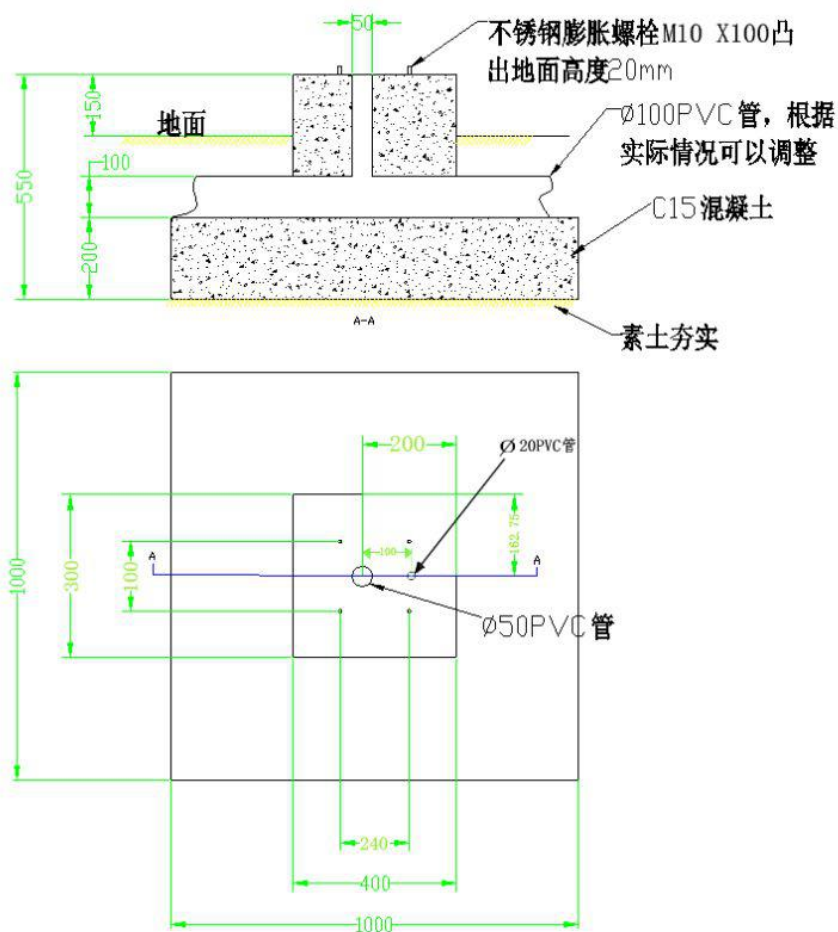 50
不锈钢膨胀螺栓M10 X100凸
出地面高度20mm
150
地面
Ø100PVC管，根据
实际情况可以调整
100
550
C15混凝土
200
A-A
素土夯实
200
Ø20PVC管
162.75
A
A
100
1000
300
100
Ø50PVC管
240
400
1000